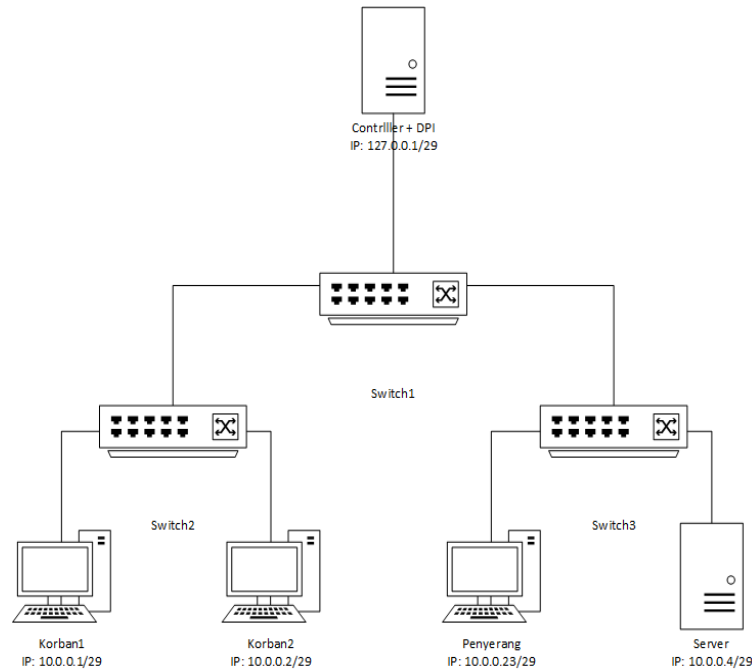 Contrlller + DPI
IP: 127.0.0.1/29
Switch1
Switch2
Switch3
Korban1
IP: 10.0.0.1/29
Korban2
IP: 10.0.0.2/29
Penyerang
IP: 10.0.0.23/29
Server
IP: 10.0.0.4/29